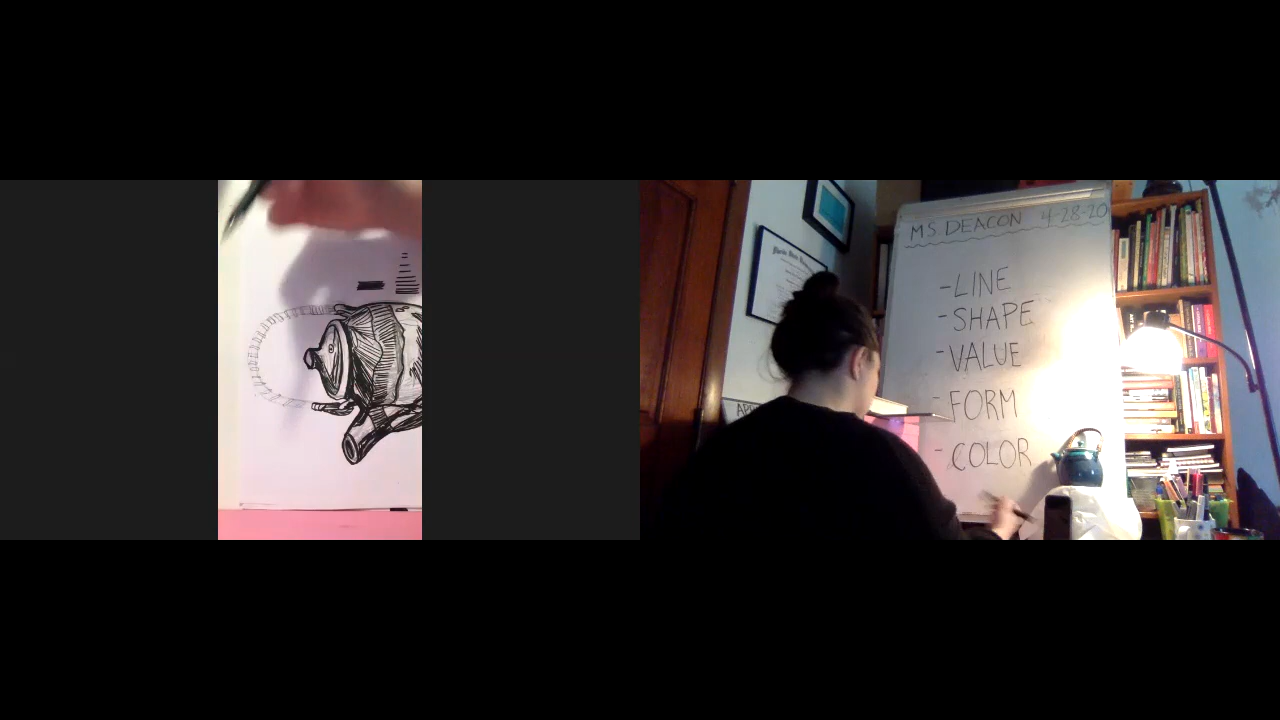 MS. DEACON 4-28-20
- LINE
- SHAPE
- VALUE
- FORM
- COLOR